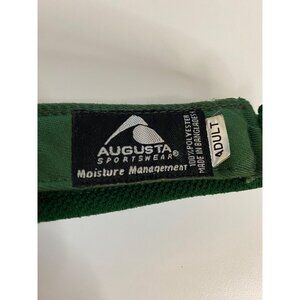 AUGUSTA®
SPORTSWEAR
Moisture Management
100% POLYESTER
MADE IN BANGLADESH
ADULT